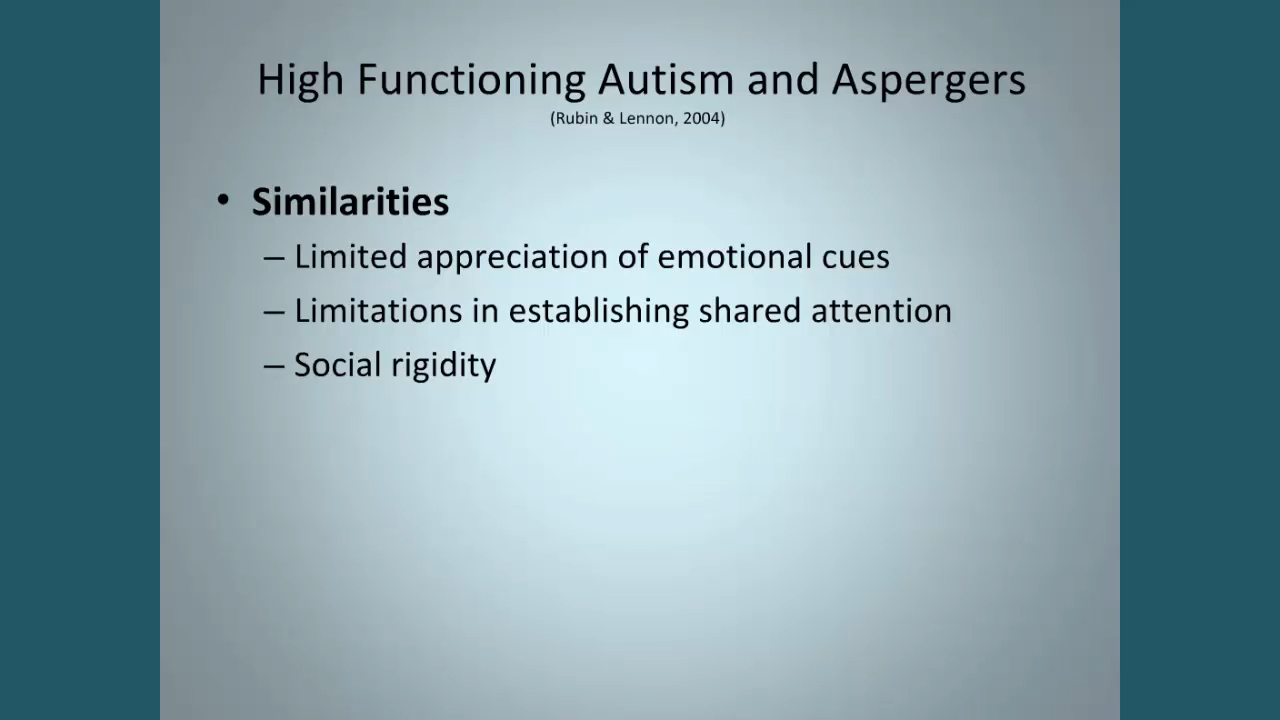 High Functioning Autism and Aspergers
(Rubin & Lennon, 2004)
• Similarities
– Limited appreciation of emotional cues
– Limitations in establishing shared attention
– Social rigidity